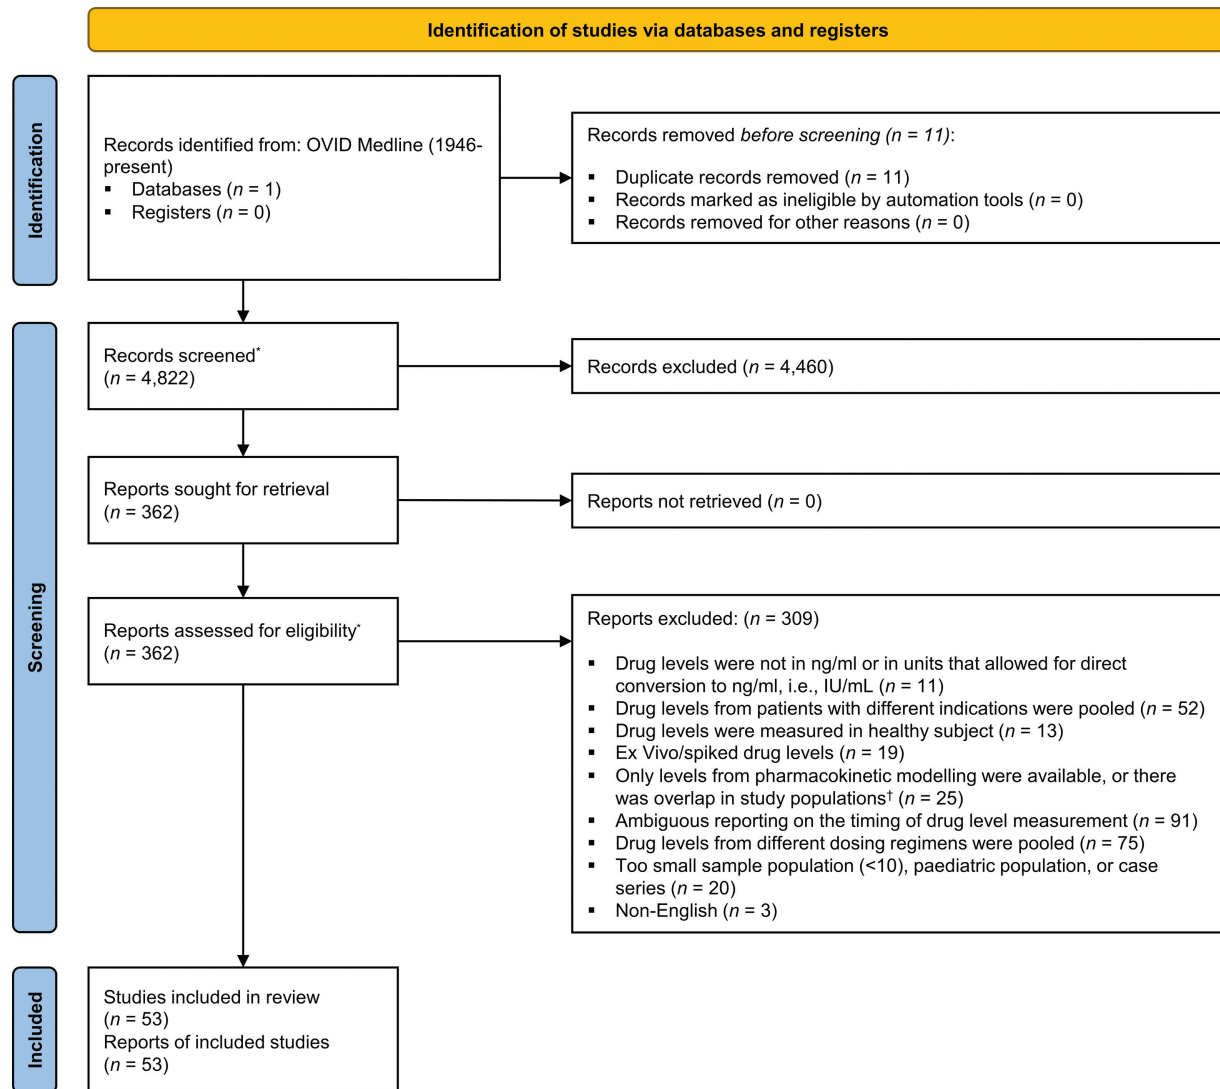 Identification of studies via databases and registers
Identification
Records identified from: OVID Medline (1946-
present)
▪ Databases (n = 1)
▪ Registers (n = 0)
Records removed before screening (n = 11):
▪ Duplicate records removed (n = 11)
▪ Records marked as ineligible by automation tools (n = 0)
▪ Records removed for other reasons (n = 0)
Screening
Records screened*
(n = 4,822)
Records excluded (n = 4,460)
Reports sought for retrieval
(n = 362)
Reports not retrieved (n = 0)
Reports assessed for eligibility*
(n = 362)
Reports excluded: (n = 309)
▪ Drug levels were not in ng/ml or in units that allowed for direct
conversion to ng/ml, i.e., IU/mL (n = 11)
▪ Drug levels from patients with different indications were pooled (n = 52)
▪ Drug levels were measured in healthy subject (n = 13)
▪ Ex Vivo/spiked drug levels (n = 19)
▪ Only levels from pharmacokinetic modelling were available, or there
was overlap in study populations† (n = 25)
▪ Ambiguous reporting on the timing of drug level measurement (n = 91)
▪ Drug levels from different dosing regimens were pooled (n = 75)
▪ Too small sample population (<10), paediatric population, or case
series (n = 20)
▪ Non-English (n = 3)
Included
Studies included in review
(n = 53)
Reports of included studies
(n = 53)